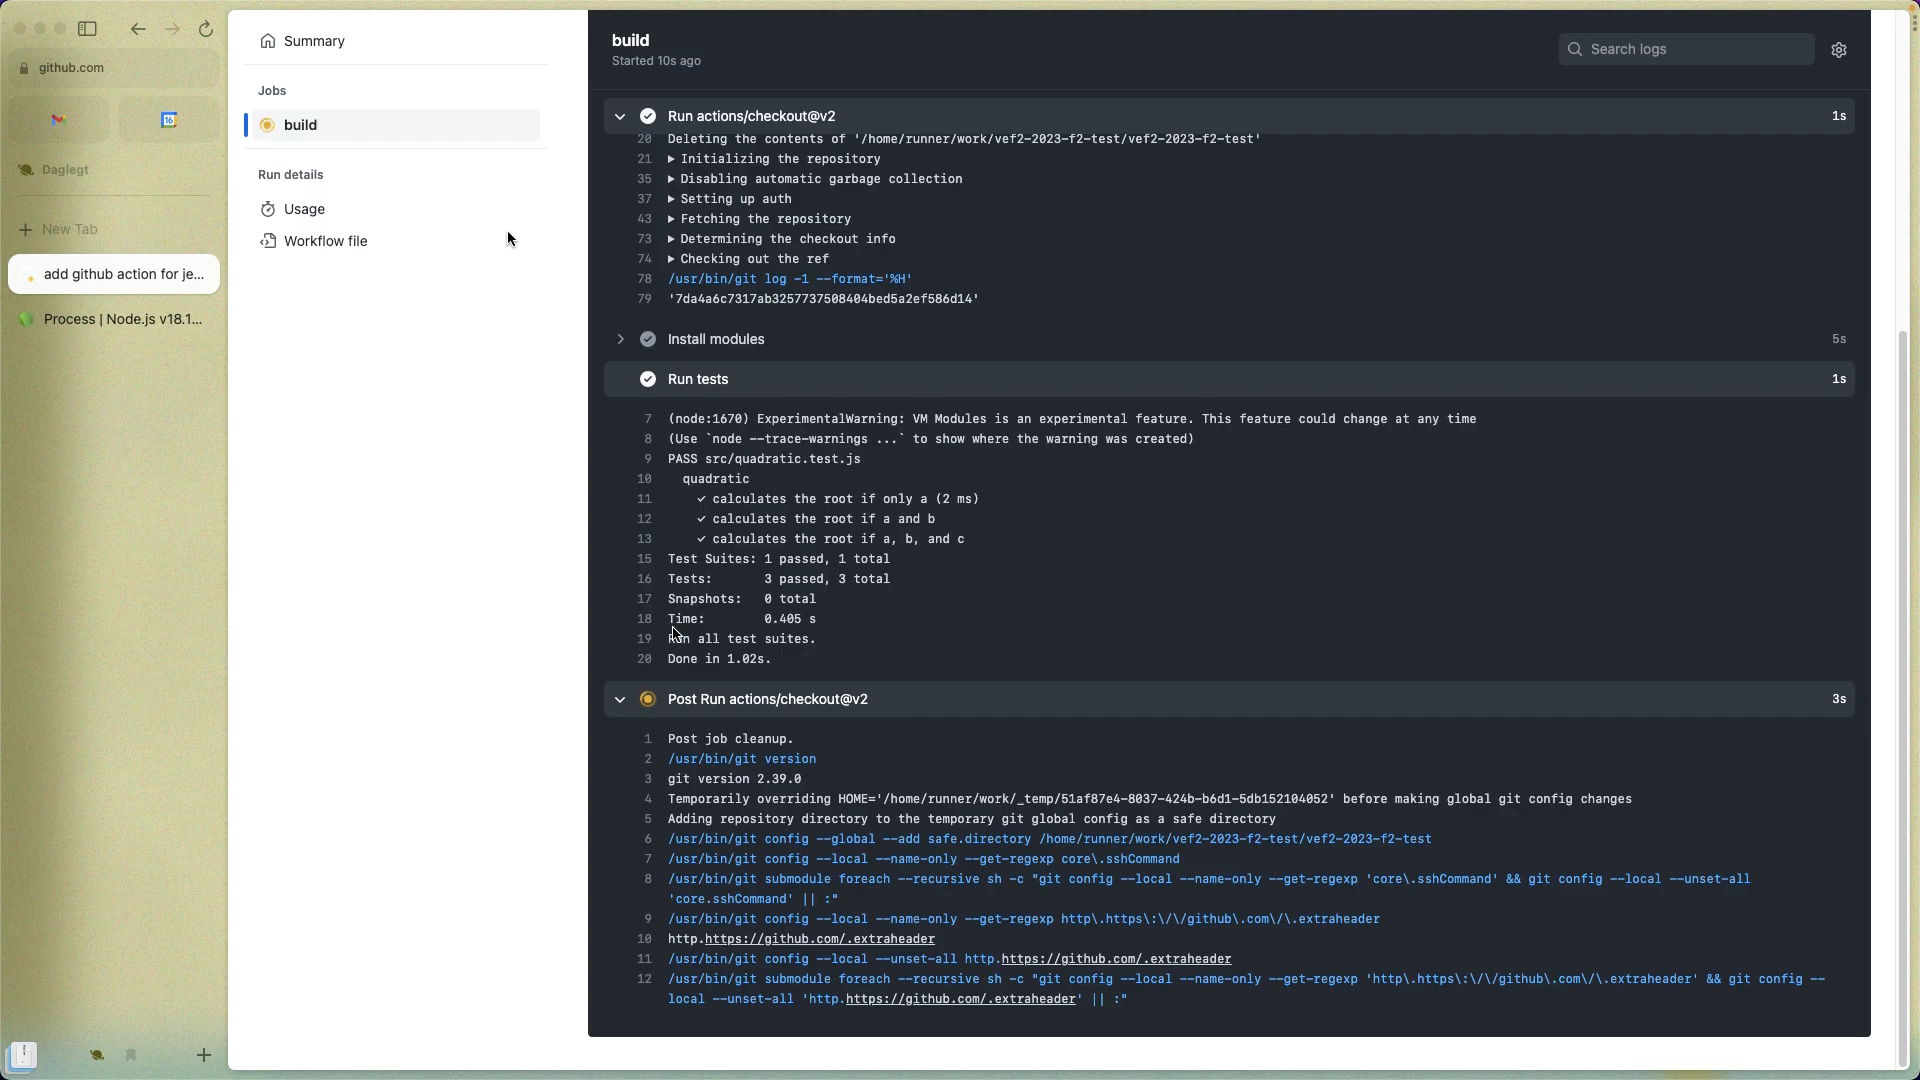 github.com
16
Daglegt
New Tab
add github action for je...
Process | Node.js v18.1...
Summary
Jobs
build
Run details
Usage
Workflow file
build
Started 10s ago
Search logs
Run actions/checkout@v2 1s
20 Deleting the contents of '/home/runner/work/vef2-2023-f2-test/vef2-2023-f2-test'
21 ▶ Initializing the repository
35 ▶ Disabling automatic garbage collection
37 ▶ Setting up auth
43 ▶ Fetching the repository
73 ▶ Determining the checkout info
74 ▶ Checking out the ref
78 /usr/bin/git log -1 --format='%H'
79 '7da4a6c7317ab3257737508404bed5a2ef586d14'
Install modules 5s
Run tests 1s
7 (node:1670) ExperimentalWarning: VM Modules is an experimental feature. This feature could change at any time
8 (Use `node --trace-warnings ...` to show where the warning was created)
9 PASS src/quadratic.test.js
10 quadratic
11 ✓ calculates the root if only a (2 ms)
12 ✓ calculates the root if a and b
13 ✓ calculates the root if a, b, and c
15 Test Suites: 1 passed, 1 total
16 Tests: 3 passed, 3 total
17 Snapshots: 0 total
18 Time: 0.405 s
19 Ran all test suites.
20 Done in 1.02s.
Post Run actions/checkout@v2 3s
1 Post job cleanup.
2 /usr/bin/git version
3 git version 2.39.0
4 Temporarily overriding HOME='/home/runner/work/_temp/51af87e4-8037-424b-b6d1-5db152104052' before making global git config changes
5 Adding repository directory to the temporary git global config as a safe directory
6 /usr/bin/git config --global --add safe.directory /home/runner/work/vef2-2023-f2-test/vef2-2023-f2-test
7 /usr/bin/git config --local --name-only --get-regexp core\.sshCommand
8 /usr/bin/git submodule foreach --recursive sh -c "git config --local --name-only --get-regexp 'core\.sshCommand' && git config --local --unset-all
'core.sshCommand' || :"
9 /usr/bin/git config --local --name-only --get-regexp http\.https\:\/\/github\.com\/\.extraheader
10 http.https://github.com/.extraheader
11 /usr/bin/git config --local --unset-all http.https://github.com/.extraheader
12 /usr/bin/git submodule foreach --recursive sh -c "git config --local --name-only --get-regexp 'http\.https\:\/\/github\.com\/\.extraheader' && git config --
local --unset-all 'http.https://github.com/.extraheader' || :"